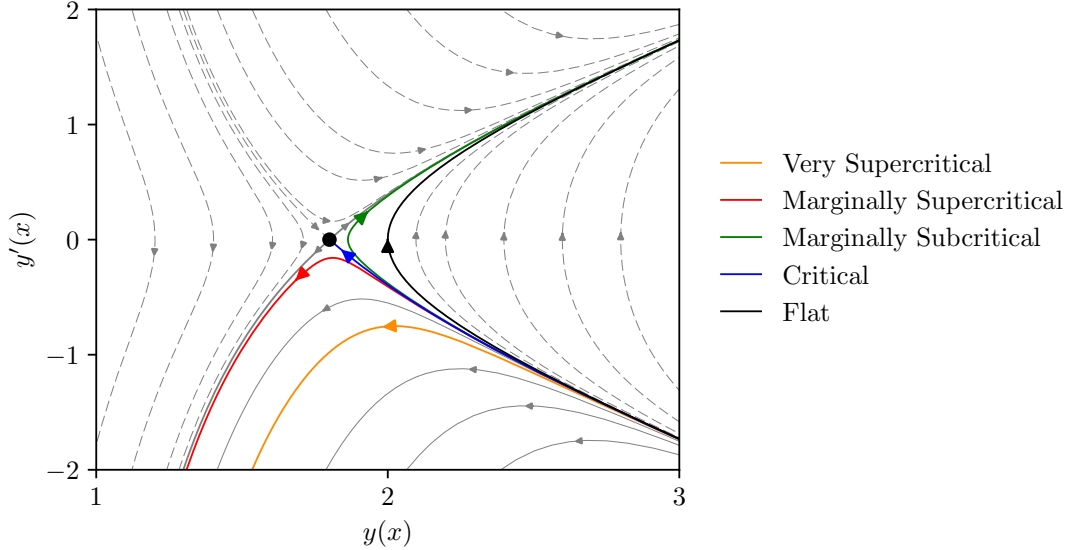 2
1
0
−1
−2
y′(x)
1
2
3
y(x)
Very Supercritical
Marginally Supercritical
Marginally Subcritical
Critical
Flat